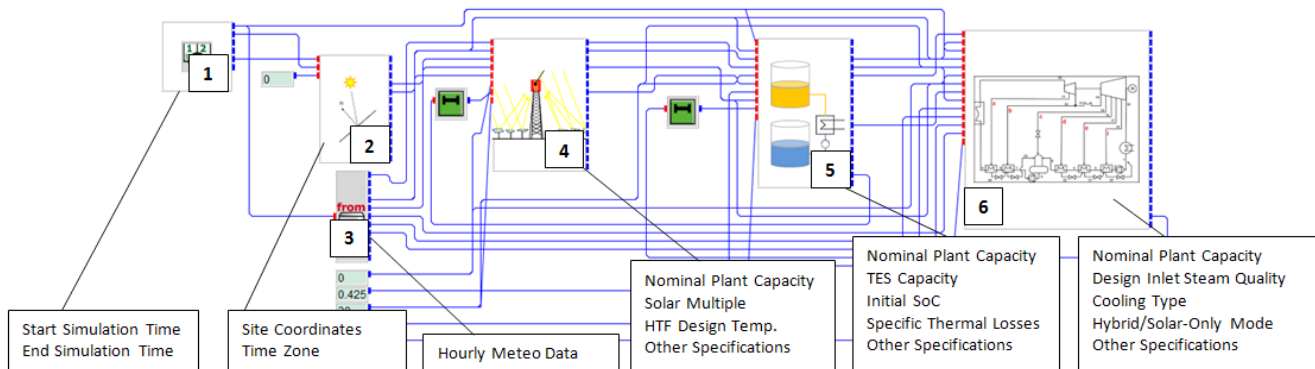 1
2
3
4
5
6
0
from
0
0.425
Start Simulation Time
End Simulation Time
Site Coordinates
Time Zone
Hourly Meteo Data
Nominal Plant Capacity
Solar Multiple
HTF Design Temp.
Other Specifications
Nominal Plant Capacity
TES Capacity
Initial SoC
Specific Thermal Losses
Other Specifications
Nominal Plant Capacity
Design Inlet Steam Quality
Cooling Type
Hybrid/Solar-Only Mode
Other Specifications